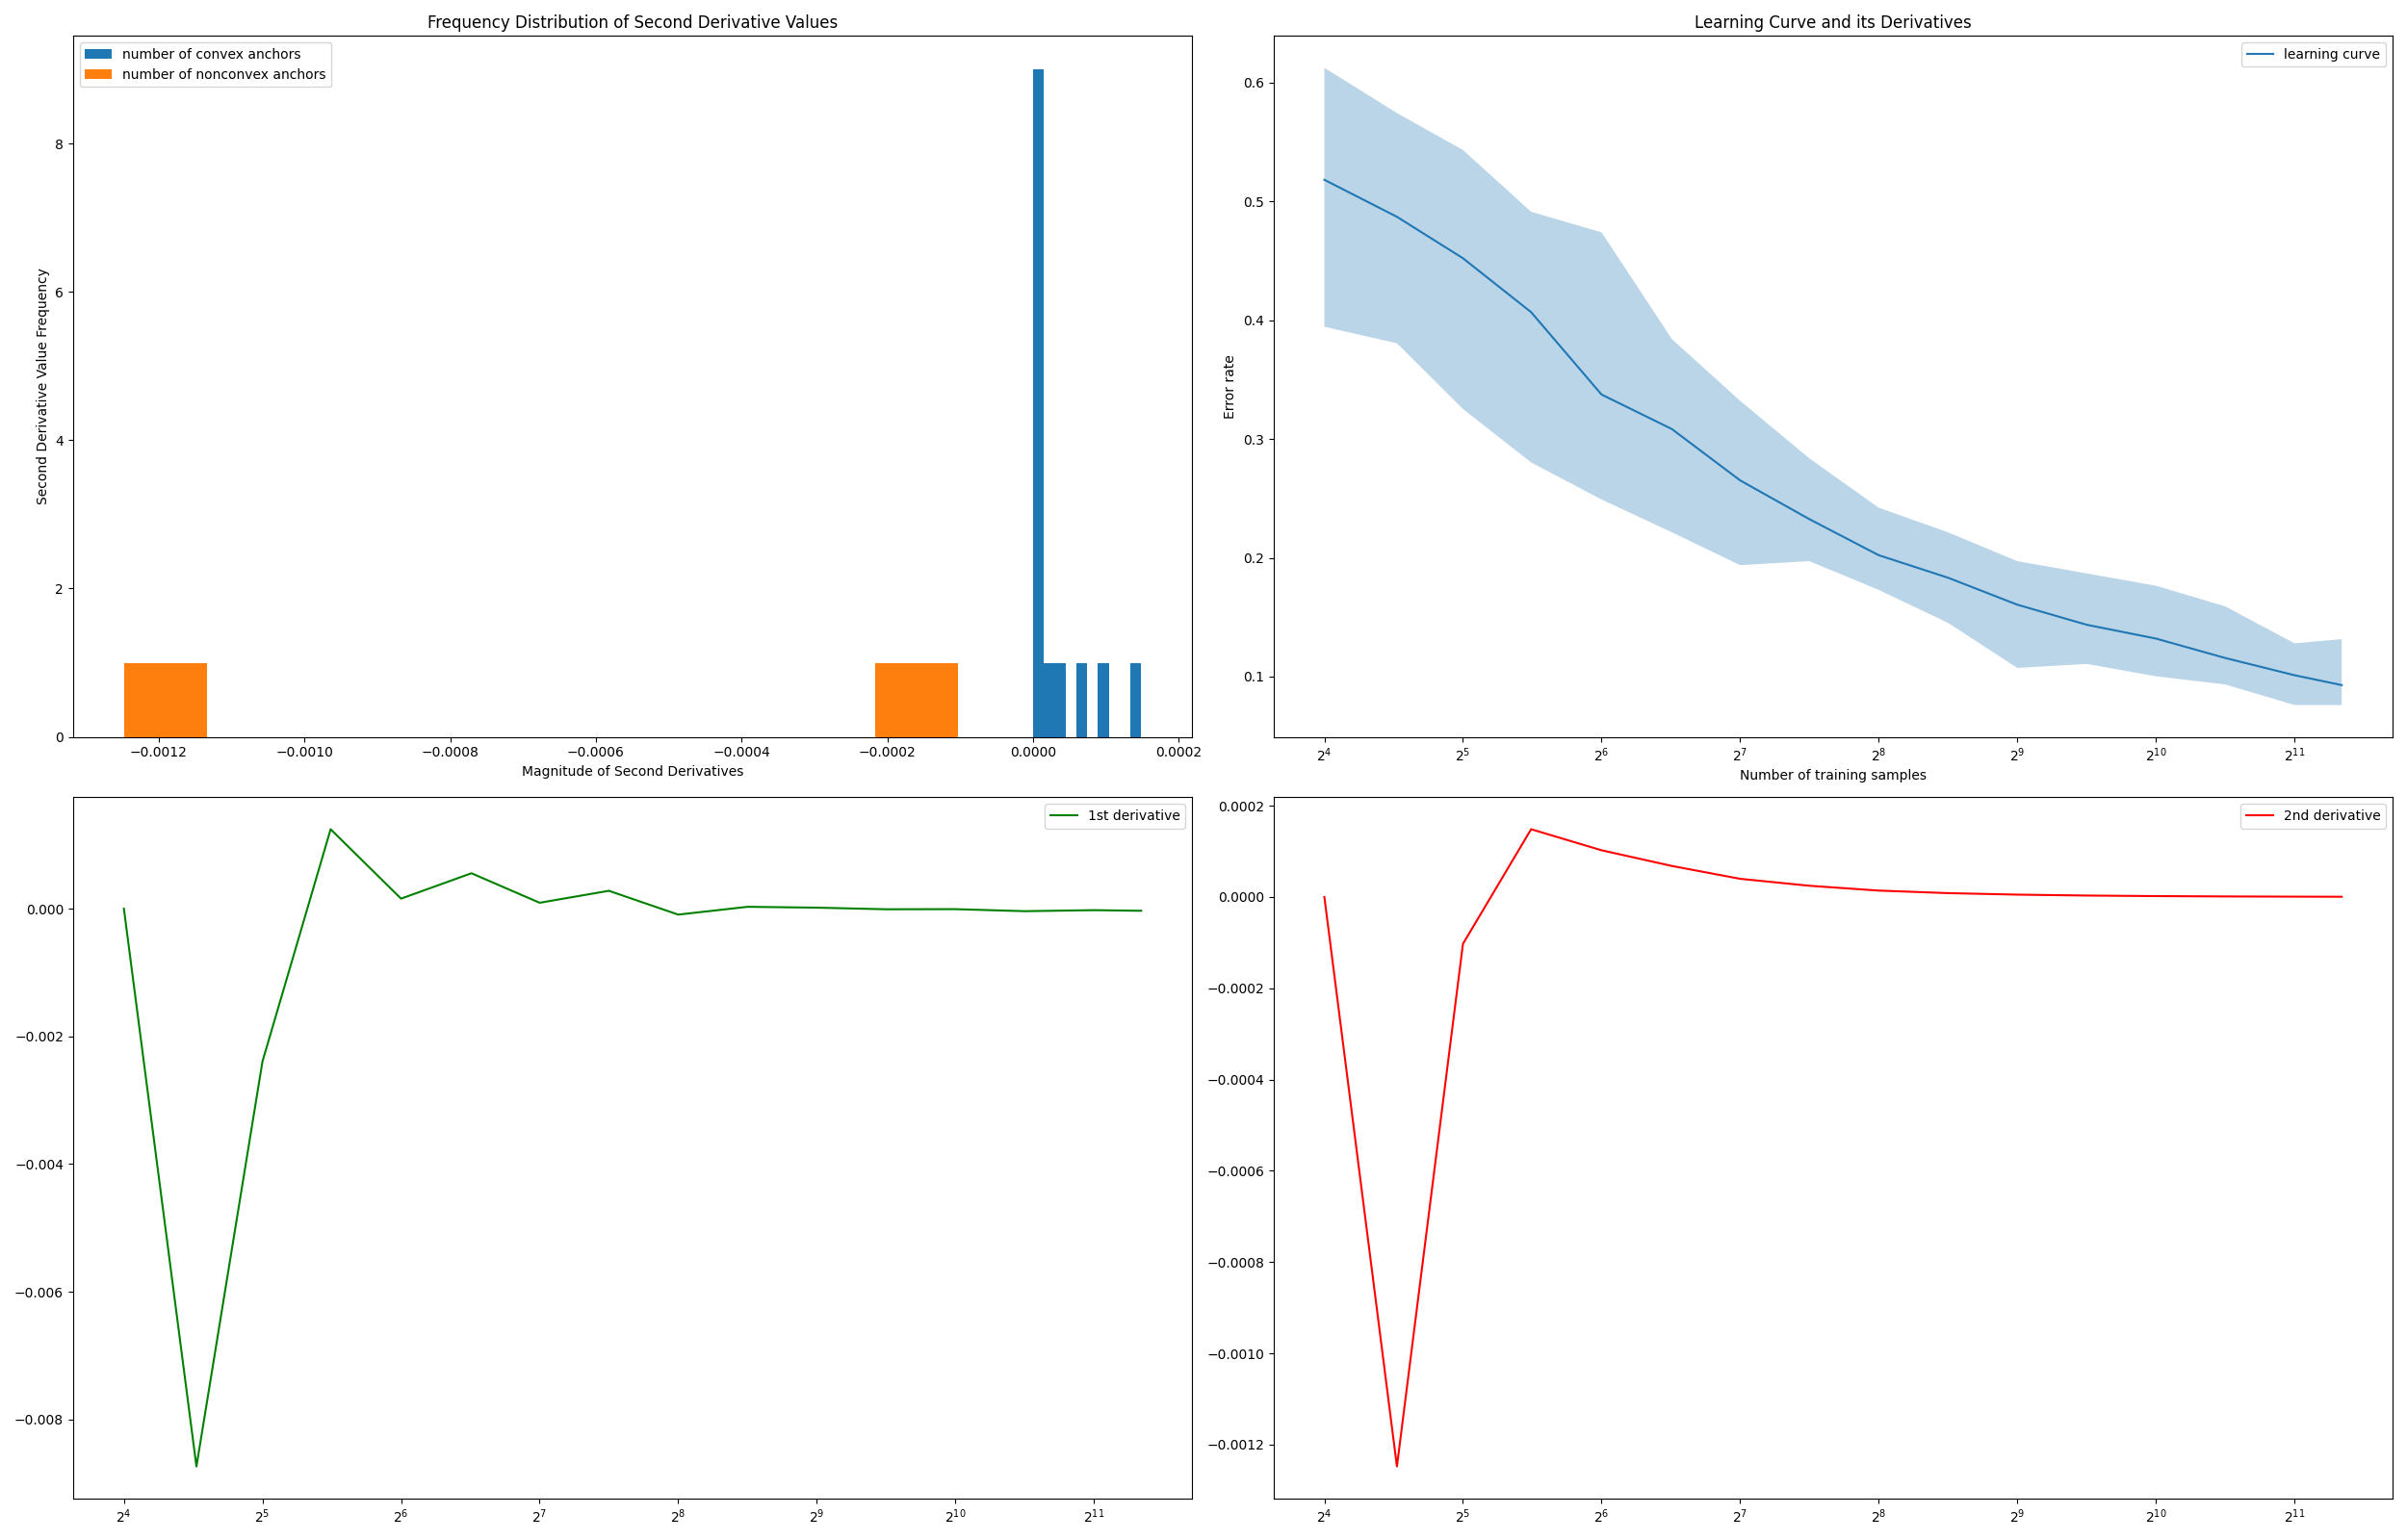 Frequency Distribution of Second Derivative Values
number of convex anchors
number of nonconvex anchors
Second Derivative Value Frequency
8
6
4
2
0
−0.0012 −0.0010 −0.0008 −0.0006 −0.0004 −0.0002 0.0000 0.0002
Magnitude of Second Derivatives
Learning Curve and its Derivatives
learning curve
Error rate
0.6
0.5
0.4
0.3
0.2
0.1
2⁴ 2⁵ 2⁶ 2⁷ 2⁸ 2⁹ 2¹⁰ 2¹¹
Number of training samples
1st derivative
0.000
−0.002
−0.004
−0.006
−0.008
2⁴ 2⁵ 2⁶ 2⁷ 2⁸ 2⁹ 2¹⁰ 2¹¹
2nd derivative
0.0002
0.0000
−0.0002
−0.0004
−0.0006
−0.0008
−0.0010
−0.0012
2⁴ 2⁵ 2⁶ 2⁷ 2⁸ 2⁹ 2¹⁰ 2¹¹